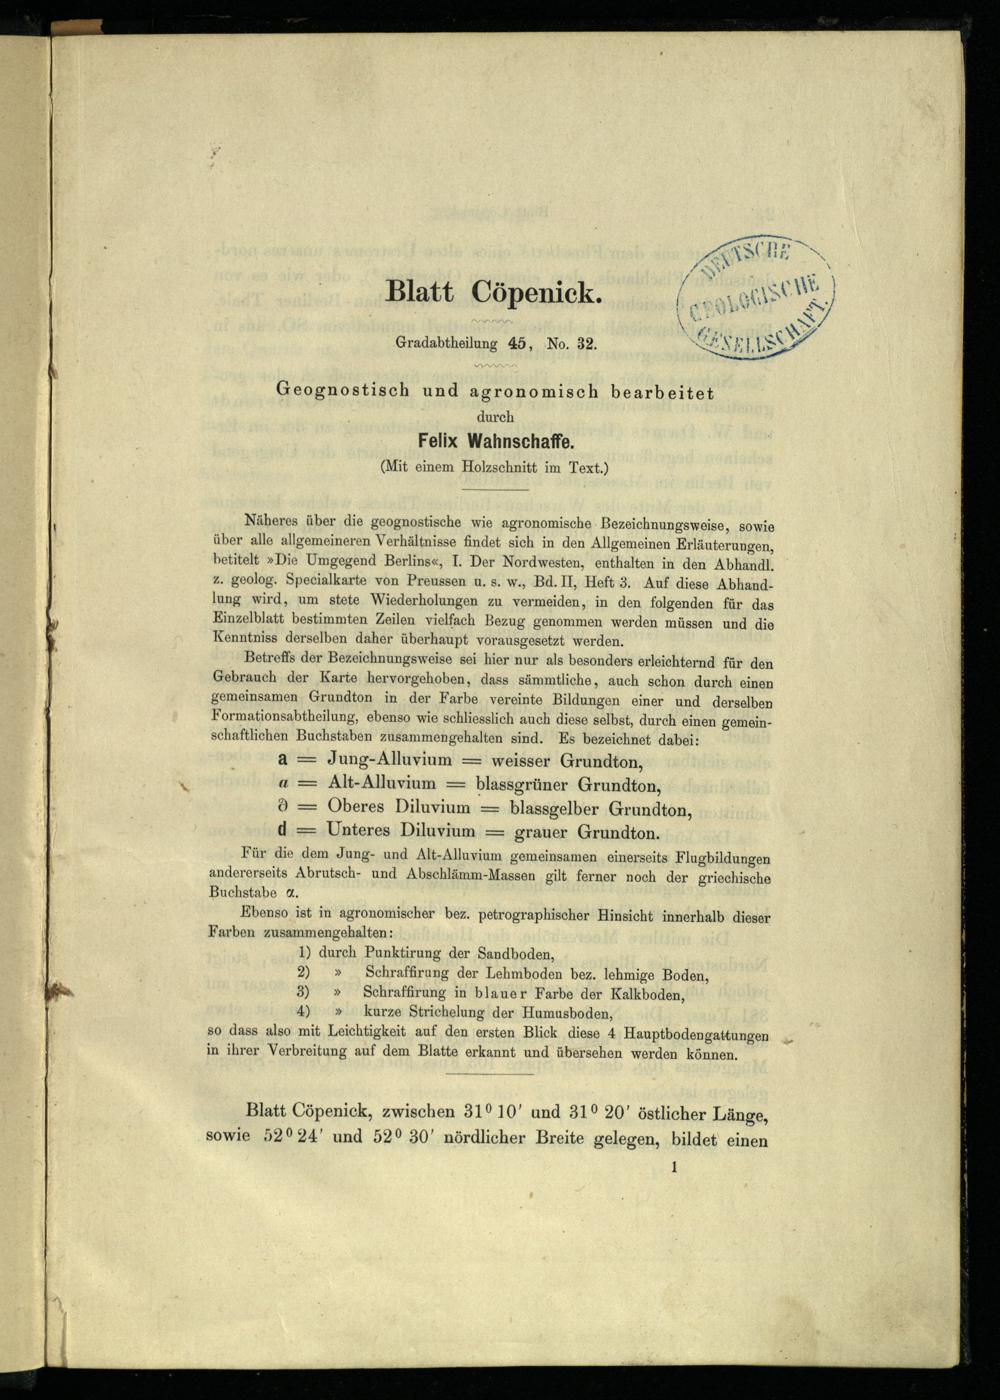 Blatt Cöpenick.
DEUTSCHE
GEOLOGISCHE
GESELLSCHAFT.
Gradabtheilung 45, No. 32.
Geognostisch und agronomisch bearbeitet
durch
Felix Wahnschaffe.
(Mit einem Holzschnitt im Text.)
Näheres über die geognostische wie agronomische Bezeichnungsweise, sowie
über alle allgemeineren Verhältnisse findet sich in den Allgemeinen Erläuterungen,
betitelt »Die Umgegend Berlins«, I. Der Nordwesten, enthalten in den Abhandl.
z. geolog. Specialkarte von Preussen u. s. w., Bd. II, Heft 3. Auf diese Abhand-
lung wird, um stete Wiederholungen zu vermeiden, in den folgenden für das
Einzelblatt bestimmten Zeilen vielfach Bezug genommen werden müssen und die
Kenntniss derselben daher überhaupt vorausgesetzt werden.
Betreffs der Bezeichnungsweise sei hier nur als besonders erleichternd für den
Gebrauch der Karte hervorgehoben, dass sämmtliche, auch schon durch einen
gemeinsamen Grundton in der Farbe vereinte Bildungen einer und derselben
Formationsabtheilung, ebenso wie schliesslich auch diese selbst, durch einen gemein-
schaftlichen Buchstaben zusammengehalten sind. Es bezeichnet dabei:
a = Jung-Alluvium = weisser Grundton,
a = Alt-Alluvium = blassgrüner Grundton,
∂ = Oberes Diluvium = blassgelber Grundton,
d = Unteres Diluvium = grauer Grundton.
Für die dem Jung- und Alt-Alluvium gemeinsamen einerseits Flugbildungen
andererseits Abrutsch- und Abschlämm-Massen gilt ferner noch der griechische
Buchstabe α.
Ebenso ist in agronomischer bez. petrographischer Hinsicht innerhalb dieser
Farben zusammengehalten:
1) durch Punktirung der Sandboden,
2) » Schraffirung der Lehmboden bez. lehmige Boden,
3) » Schraffirung in blauer Farbe der Kalkboden,
4) » kurze Strichelung der Humusboden,
so dass also mit Leichtigkeit auf den ersten Blick diese 4 Hauptbodengattungen
in ihrer Verbreitung auf dem Blatte erkannt und übersehen werden können.
Blatt Cöpenick, zwischen 31⁰ 10′ und 31⁰ 20′ östlicher Länge,
sowie 52⁰ 24′ und 52⁰ 30′ nördlicher Breite gelegen, bildet einen
1